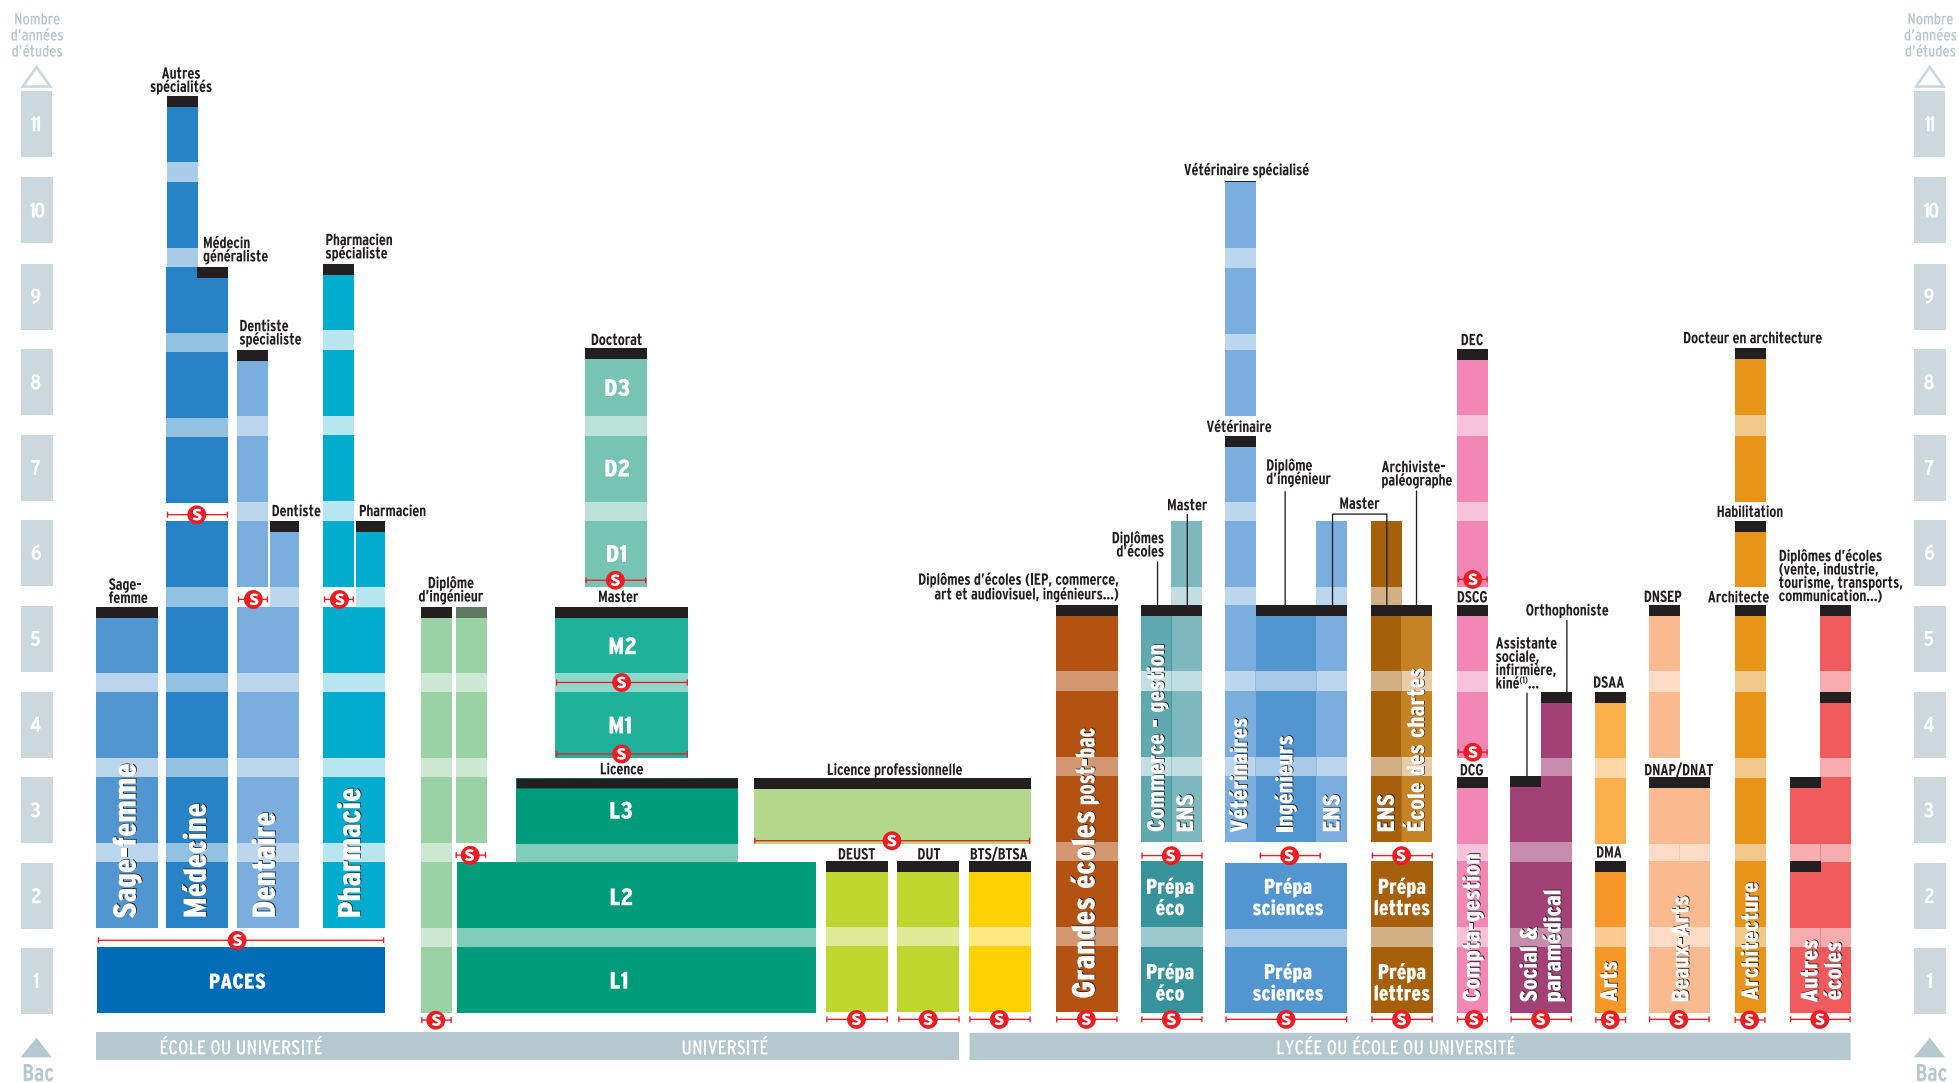 Nombre
d'années
d'études
11
10
9
8
7
6
5
4
3
2
1
Bac
Autres
spécialités
Médecin
généraliste
Pharmacien
spécialiste
Dentiste
spécialiste
Dentiste
Pharmacien
Sage-
femme
S
S
S
Sage-femme
Médecine
Dentaire
Pharmacie
S
PACES
Diplôme
d'ingénieur
S
S
Doctorat
D3
D2
D1
S
Master
M2
S
M1
S
Licence
L3
L2
L1
Licence professionnelle
S
DEUST
DUT
BTS/BTSA
S
S
S
Diplômes d'écoles (IEP, commerce,
art et audiovisuel, ingénieurs...)
Grandes écoles post-bac
S
Diplômes
d'écoles
Master
Commerce - gestion
ENS
S
Prépa
éco
Prépa
éco
S
Vétérinaire spécialisé
Vétérinaire
Diplôme
d'ingénieur
Master
Vétérinaires
Ingénieurs
ENS
S
Prépa
sciences
Prépa
sciences
S
Archiviste-
paléographe
ENS
École des chartes
S
Prépa
lettres
Prépa
lettres
S
DEC
S
DSCG
S
DCG
Compta-gestion
S
Assistante
sociale,
infirmière,
kiné(1)...
Orthophoniste
Social &
paramédical
S
DSAA
DMA
Arts
S
DNSEP
DNAP/DNAT
Beaux-Arts
S
Docteur en architecture
Habilitation
Architecte
Architecture
S
Diplômes d'écoles
(vente, industrie,
tourisme, transports,
communication...)
Autres
écoles
S
ÉCOLE OU UNIVERSITÉ
UNIVERSITÉ
LYCÉE OU ÉCOLE OU UNIVERSITÉ
Nombre
d'années
d'études
11
10
9
8
7
6
5
4
3
2
1
Bac